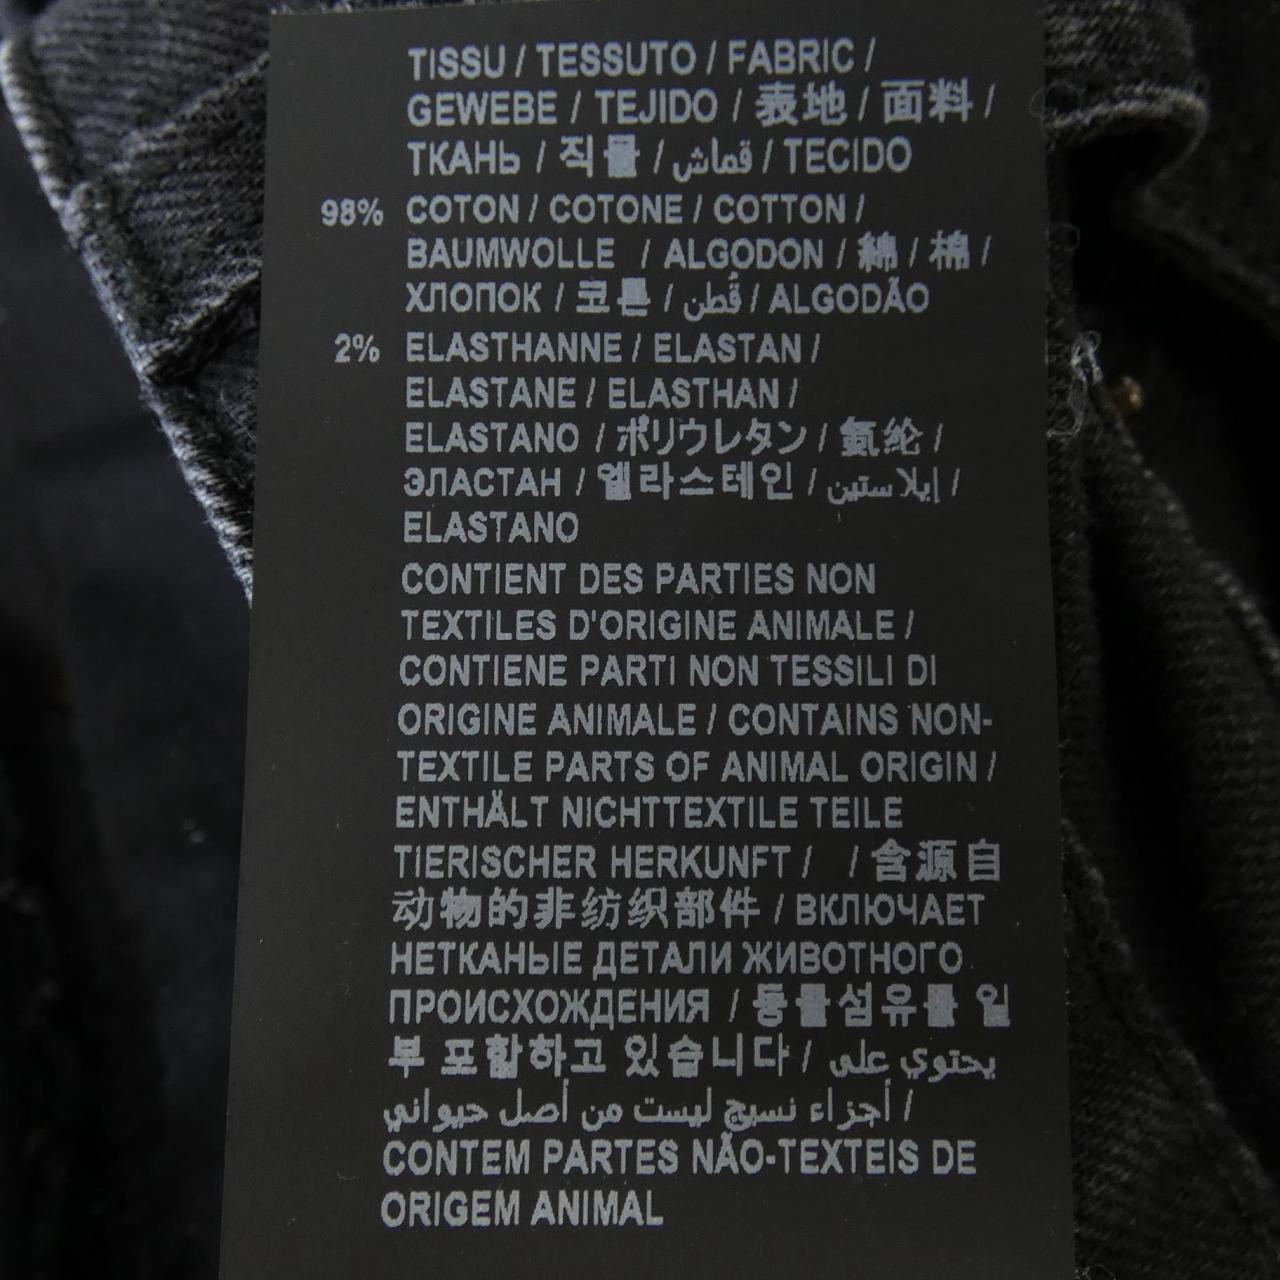 TISSU / TESSUTO / FABRIC /
GEWEBE / TEJIDO / 表地 / 面料 /
ТКАНЬ / 직물 / قماش / TECIDO
98% COTON / COTONE / COTTON /
BAUMWOLLE / ALGODON / 綿 / 棉 /
ХЛОПОК / 코튼 / قُطن / ALGODÃO
2% ELASTHANNE / ELASTAN /
ELASTANE / ELASTHAN /
ELASTANO / ポリウレタン / 氨纶 /
ЭЛАСТАН / 엘라스테인 / إيلاستين /
ELASTANO
CONTIENT DES PARTIES NON
TEXTILES D'ORIGINE ANIMALE /
CONTIENE PARTI NON TESSILI DI
ORIGINE ANIMALE / CONTAINS NON-
TEXTILE PARTS OF ANIMAL ORIGIN /
ENTHÄLT NICHTTEXTILE TEILE
TIERISCHER HERKUNFT / / 含源自
动物的非纺织部件 / ВКЛЮЧАЕТ
НЕТКАНЫЕ ДЕТАЛИ ЖИВОТНОГО
ПРОИСХОЖДЕНИЯ / 동물섬유를 일
부 포함하고 있습니다 / يحتوي على
أجزاء نسيج ليست من أصل حيواني /
CONTEM PARTES NÃO-TEXTEIS DE
ORIGEM ANIMAL